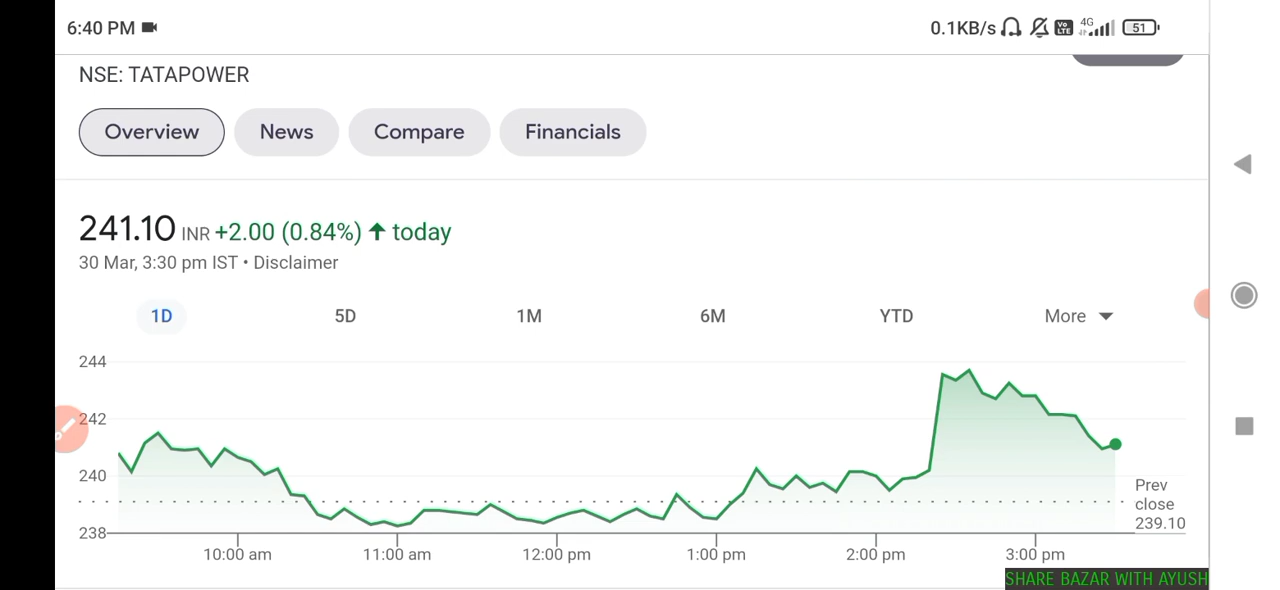 6:40 PM 0.1KB/s Vo LTE 4G 51
NSE: TATAPOWER
Overview News Compare Financials
241.10 INR +2.00 (0.84%) ↑ today
30 Mar, 3:30 pm IST • Disclaimer
1D 5D 1M 6M YTD More
244
242
240
238
Prev
close
239.10
10:00 am 11:00 am 12:00 pm 1:00 pm 2:00 pm 3:00 pm
SHARE BAZAR WITH AYUSH